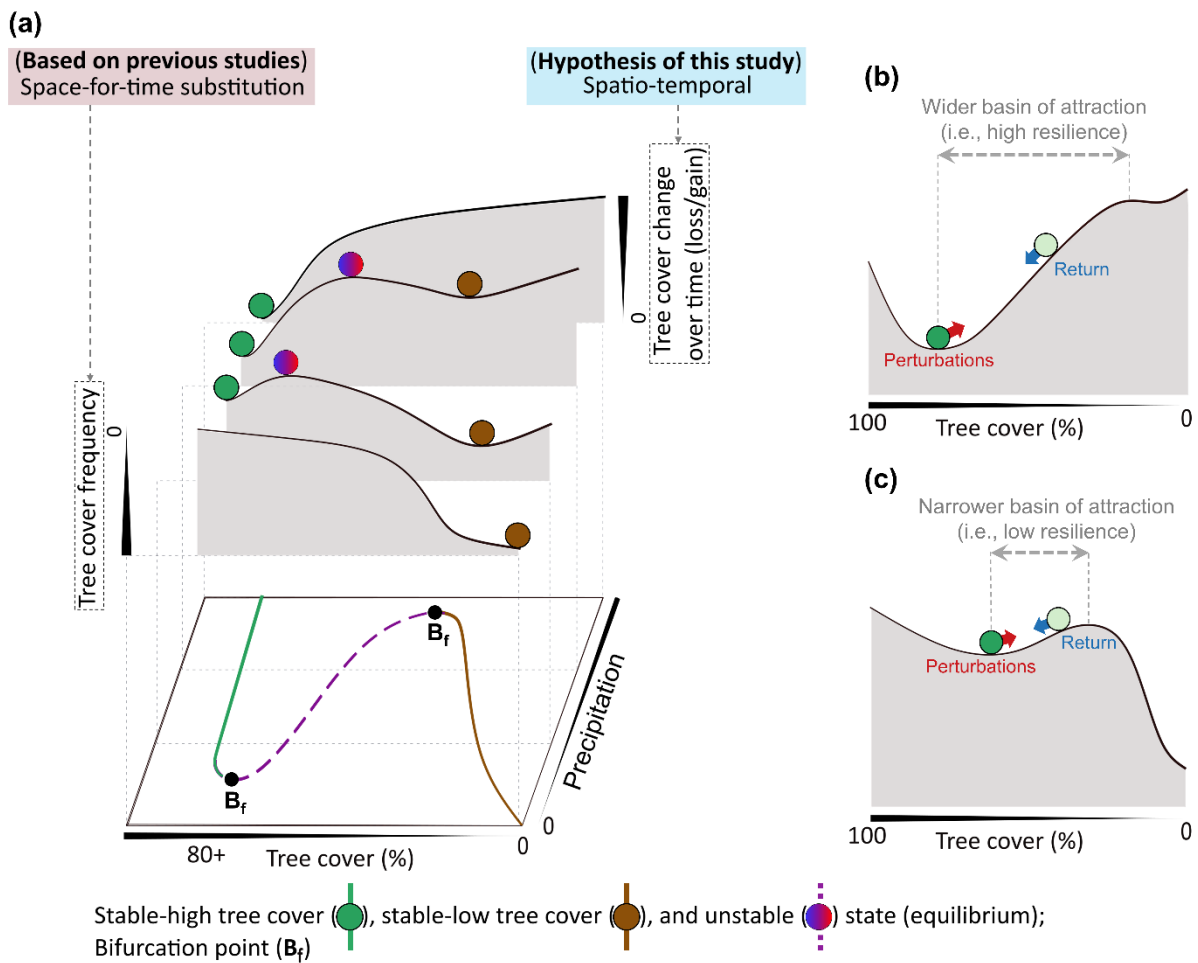 (a)
(Based on previous studies)
Space-for-time substitution
(Hypothesis of this study)
Spatio-temporal
Tree cover change
over time (loss/gain)
0
Tree cover frequency
0
B_f
B_f
Precipitation
0
80+
Tree cover (%)
0
(b)
Wider basin of attraction
(i.e., high resilience)
Return
Perturbations
100
0
Tree cover (%)
(c)
Narrower basin of attraction
(i.e., low resilience)
Perturbations
Return
100
0
Tree cover (%)
Stable-high tree cover ( ), stable-low tree cover ( ), and unstable ( ) state (equilibrium);
Bifurcation point (B_f)